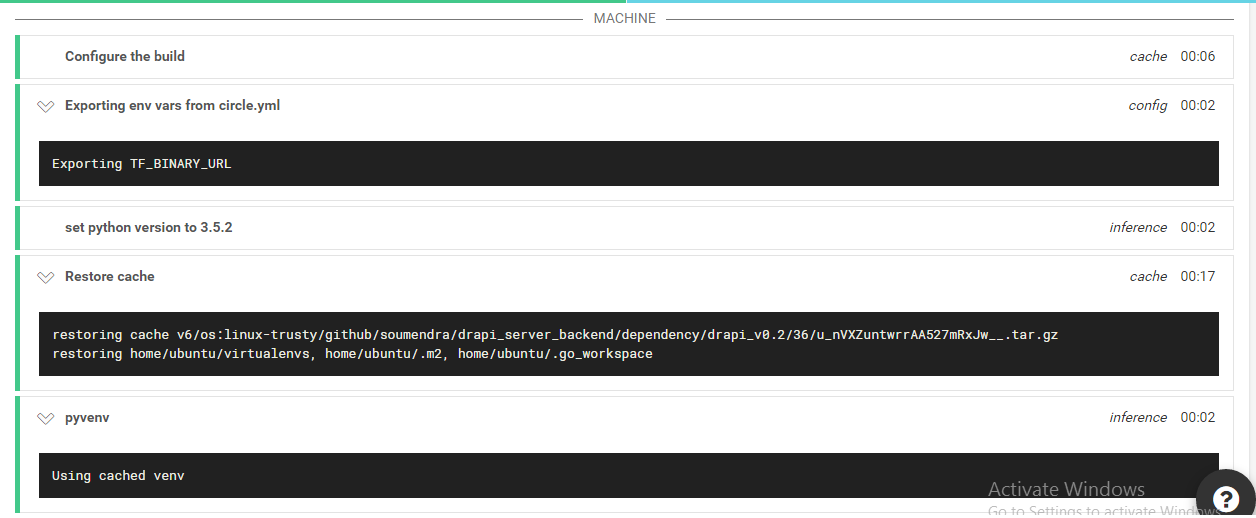 MACHINE
Configure the build cache 00:06
Exporting env vars from circle.yml config 00:02
Exporting TF_BINARY_URL
set python version to 3.5.2 inference 00:02
Restore cache cache 00:17
restoring cache v6/os:linux-trusty/github/soumendra/drapi_server_backend/dependency/drapi_v0.2/36/u_nVXZuntwrrAA527mRxJw__.tar.gz
restoring home/ubuntu/virtualenvs, home/ubuntu/.m2, home/ubuntu/.go_workspace
pyvenv inference 00:02
Using cached venv
Activate Windows
Go to Settings to activate Windows.
?